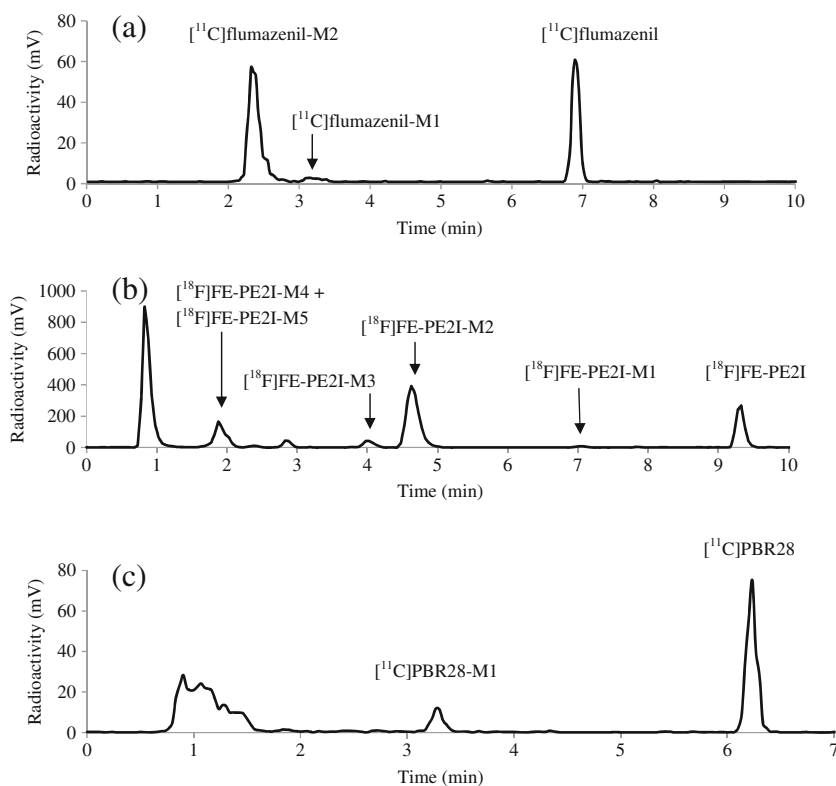 (a)
[¹¹C]flumazenil-M2
[¹¹C]flumazenil
[¹¹C]flumazenil-M1
Radioactivity (mV)
80
60
40
20
0
0 1 2 3 4 5 6 7 8 9 10
Time (min)
(b)
[¹⁸F]FE-PE2I-M4 +
[¹⁸F]FE-PE2I-M5
[¹⁸F]FE-PE2I-M3
[¹⁸F]FE-PE2I-M2
[¹⁸F]FE-PE2I-M1
[¹⁸F]FE-PE2I
Radioactivity (mV)
1000
800
600
400
200
0
0 1 2 3 4 5 6 7 8 9 10
Time (min)
(c)
[¹¹C]PBR28
[¹¹C]PBR28-M1
Radioactivity (mV)
80
60
40
20
0
0 1 2 3 4 5 6 7
Time (min)